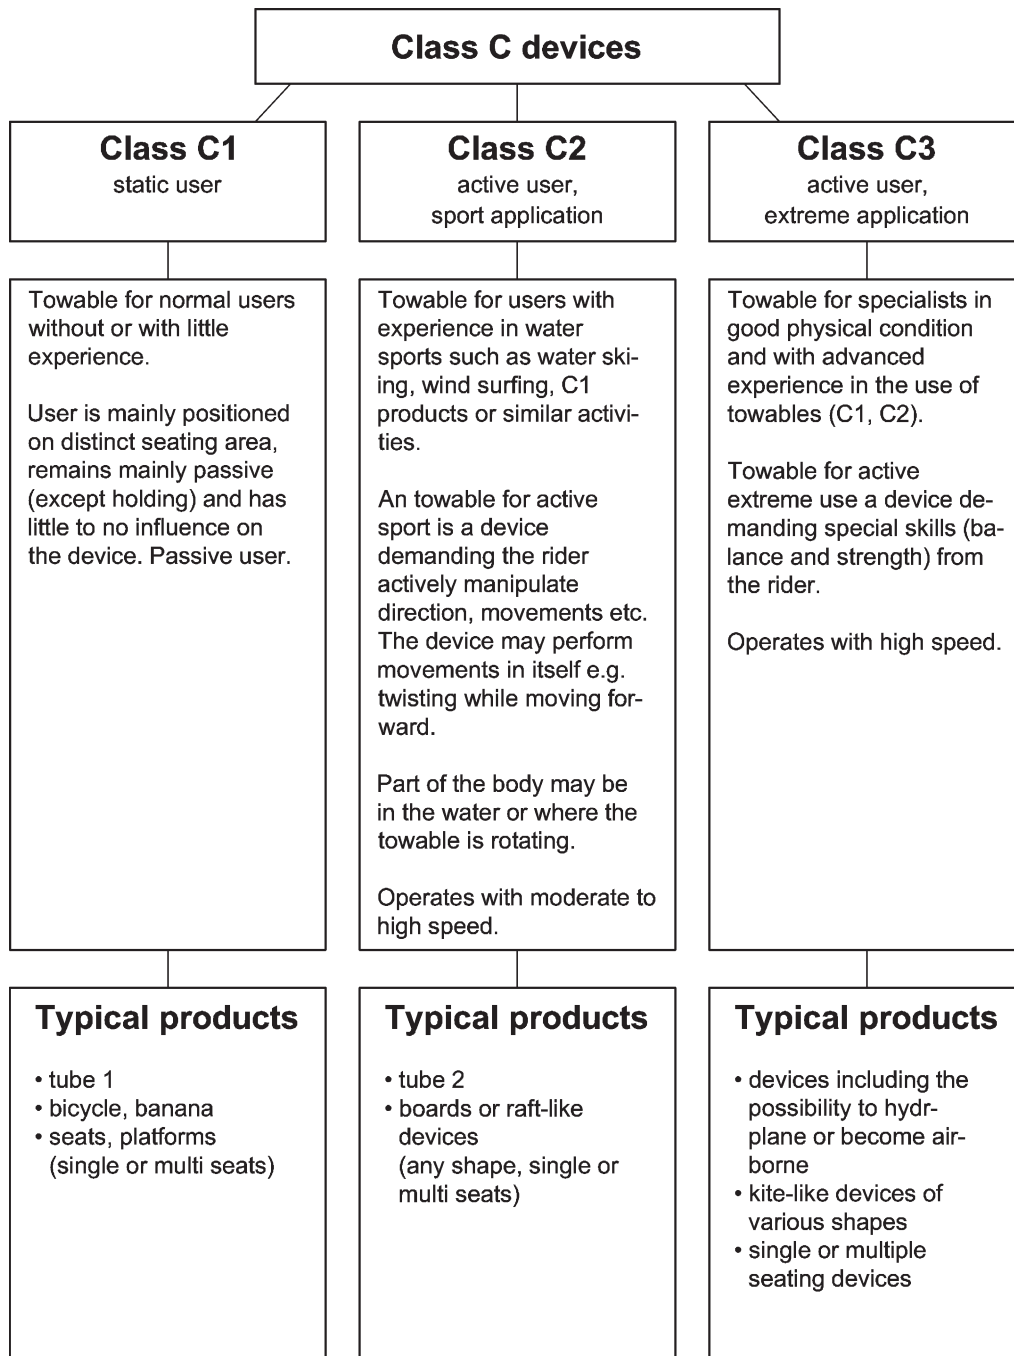 Class C devices
Class C1
static user
Class C2
active user,
sport application
Class C3
active user,
extreme application
Towable for normal users
without or with little
experience.
User is mainly positioned
on distinct seating area,
remains mainly passive
(except holding) and has
little to no influence on
the device. Passive user.
Towable for users with
experience in water
sports such as water ski-
ing, wind surfing, C1
products or similar activi-
ties.
An towable for active
sport is a device
demanding the rider
actively manipulate
direction, movements etc.
The device may perform
movements in itself e.g.
twisting while moving for-
ward.
Part of the body may be
in the water or where the
towable is rotating.
Operates with moderate to
high speed.
Towable for specialists in
good physical condition
and with advanced
experience in the use of
towables (C1, C2).
Towable for active
extreme use a device de-
manding special skills (ba-
lance and strength) from
the rider.
Operates with high speed.
Typical products
• tube 1
• bicycle, banana
• seats, platforms
(single or multi seats)
Typical products
• tube 2
• boards or raft-like
devices
(any shape, single or
multi seats)
Typical products
• devices including the
possibility to hydr-
plane or become air-
borne
• kite-like devices of
various shapes
• single or multiple
seating devices